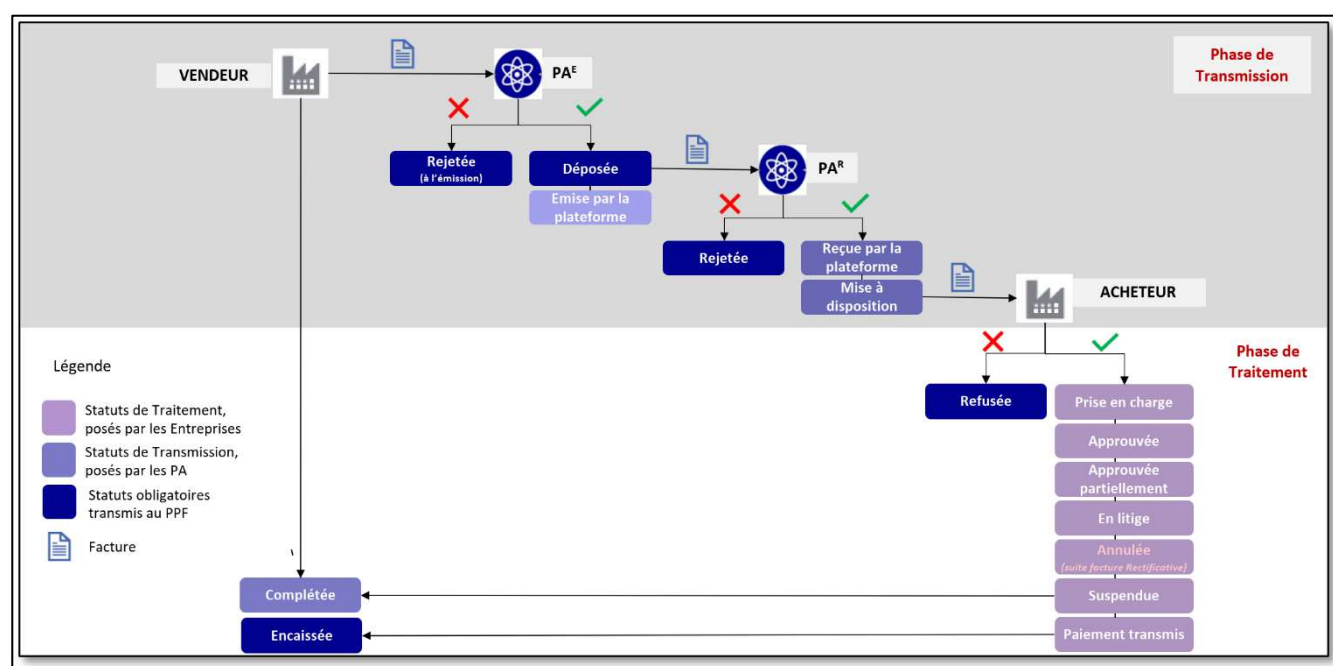 Phase de
Transmission
VENDEUR
PAᴱ
Rejetée
(à l'émission)
Déposée
Emise par la
plateforme
PAᴿ
Rejetée
Reçue par la
plateforme
Mise à
disposition
ACHETEUR
Phase de
Traitement
Légende
Statuts de Traitement,
posés par les Entreprises
Statuts de Transmission,
posés par les PA
Statuts obligatoires
transmis au PPF
Facture
Refusée
Prise en charge
Approuvée
Approuvée
partiellement
En litige
Annulée
(suite facture Rectificative)
Suspendue
Paiement transmis
Complétée
Encaissée